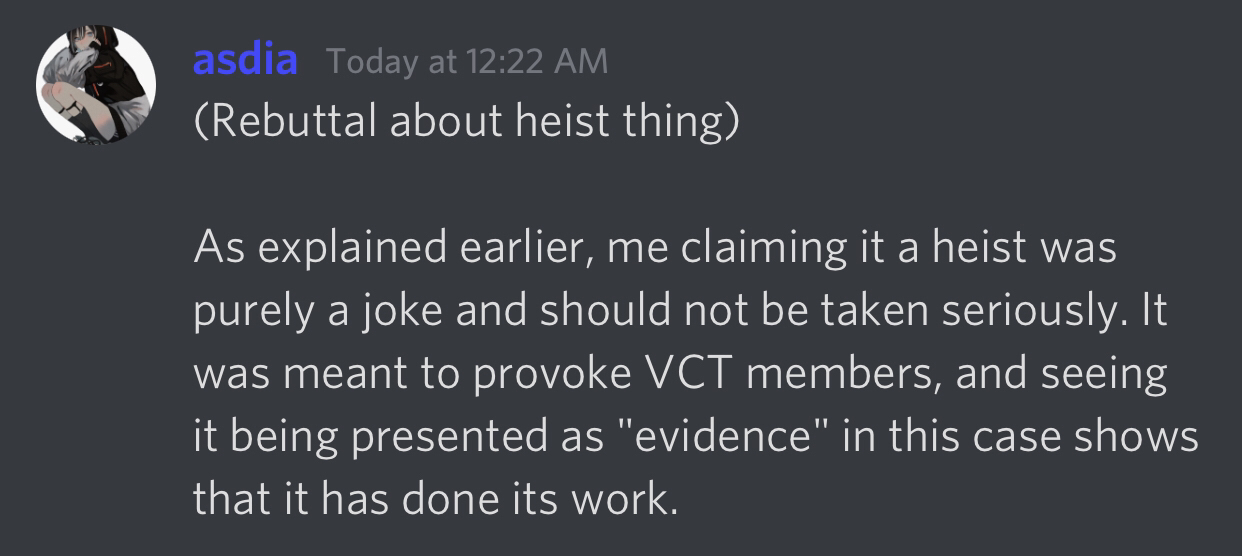 asdia Today at 12:22 AM
(Rebuttal about heist thing)
As explained earlier, me claiming it a heist was
purely a joke and should not be taken seriously. It
was meant to provoke VCT members, and seeing
it being presented as "evidence" in this case shows
that it has done its work.